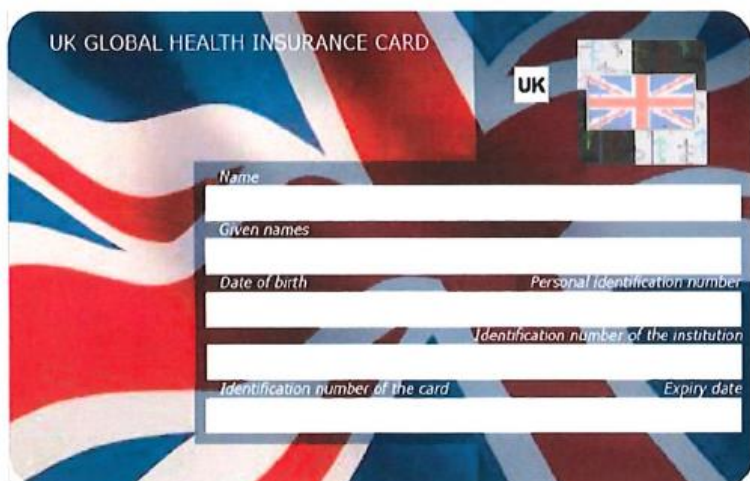 UK GLOBAL HEALTH INSURANCE CARD
UK
Name
Given names
Date of birth Personal identification number
Identification number of the institution
Identification number of the card Expiry date